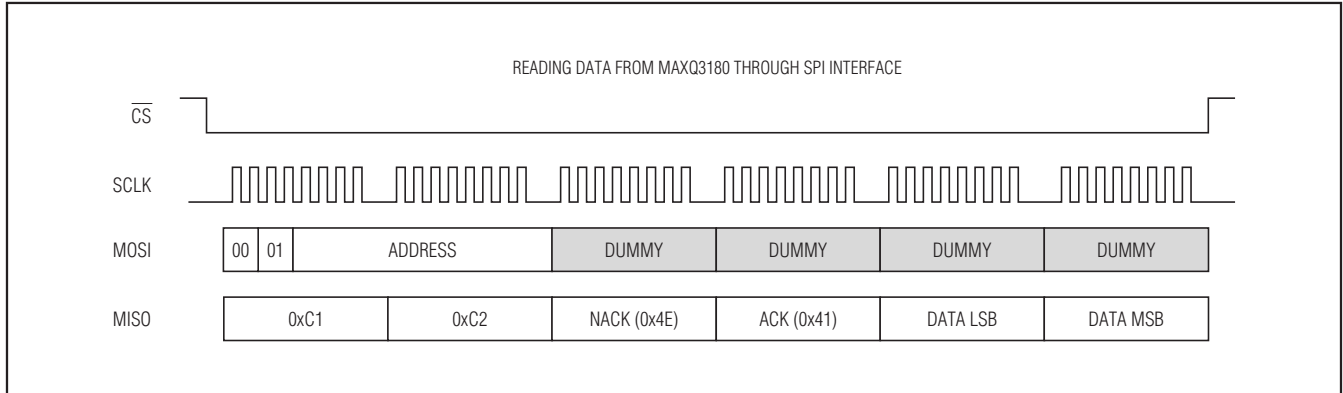 READING DATA FROM MAXQ3180 THROUGH SPI INTERFACE
CS
SCLK
MOSI 00 01 ADDRESS DUMMY DUMMY DUMMY DUMMY
MISO 0xC1 0xC2 NACK (0x4E) ACK (0x41) DATA LSB DATA MSB